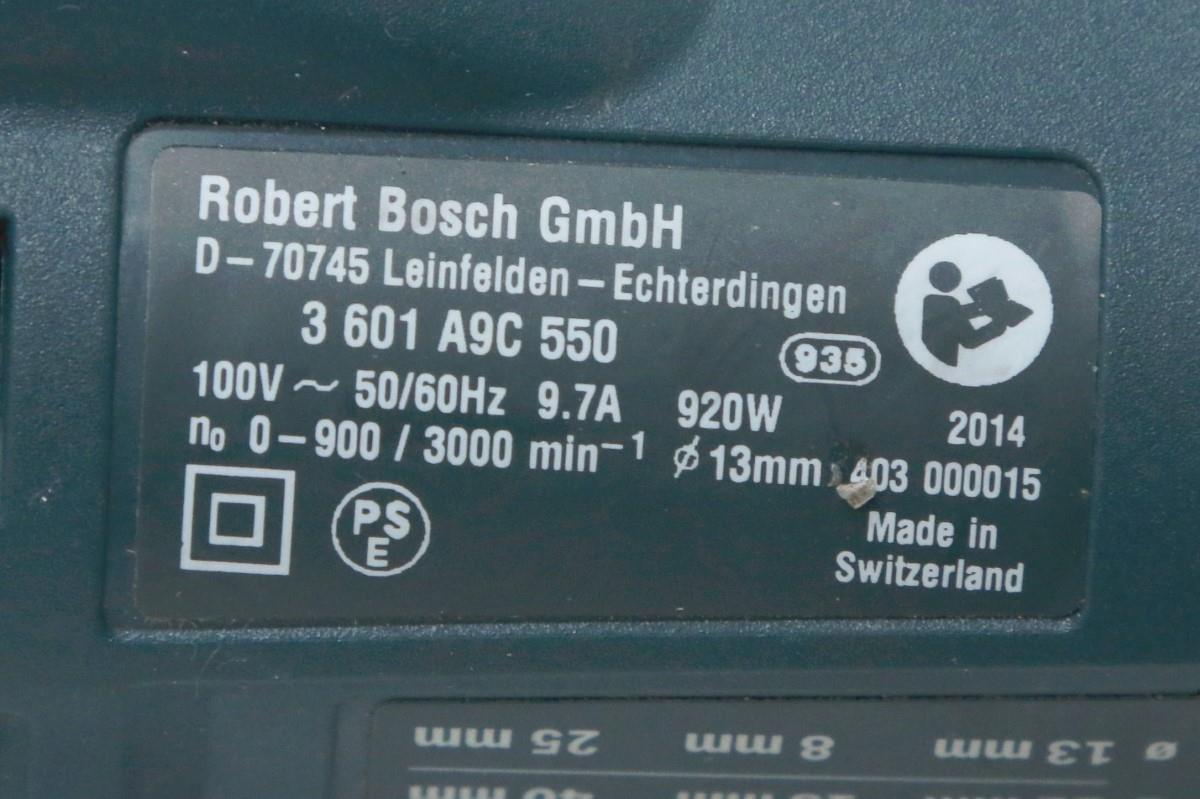 Robert Bosch GmbH
D-70745 Leinfelden-Echterdingen
3 601 A9C 550
935
100V ~ 50/60Hz 9.7A 920W 2014
n₀ 0-900 / 3000 min⁻¹ ⌀13mm 403 000015
PS
E
Made in
Switzerland
ø 13 mm 8 mm 25 mm